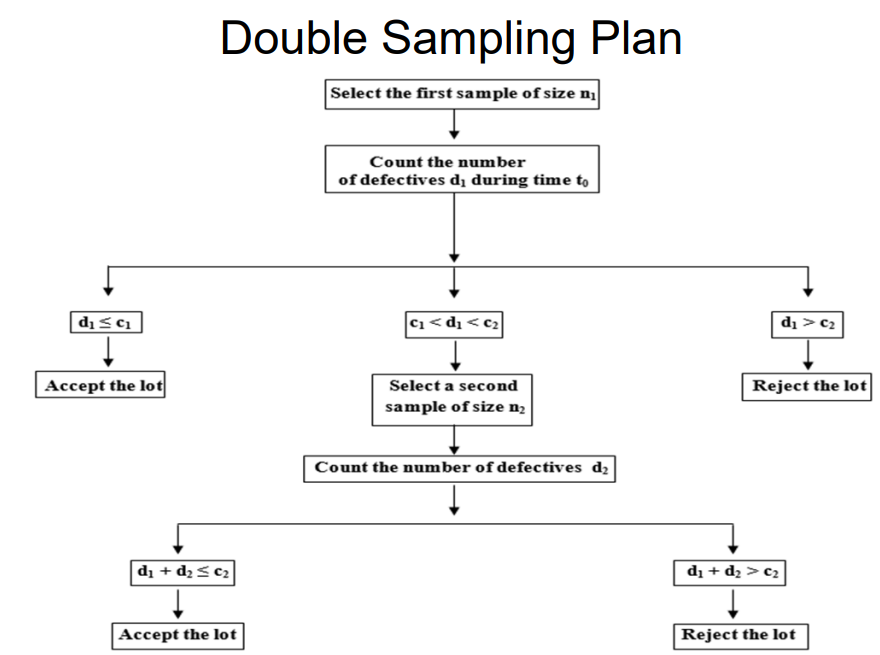 Double Sampling Plan
Select the first sample of size n₁
Count the number
of defectives d₁ during time t₀
d₁ ≤ c₁
c₁ < d₁ < c₂
d₁ > c₂
Accept the lot
Select a second
sample of size n₂
Reject the lot
Count the number of defectives d₂
d₁ + d₂ ≤ c₂
d₁ + d₂ > c₂
Accept the lot
Reject the lot